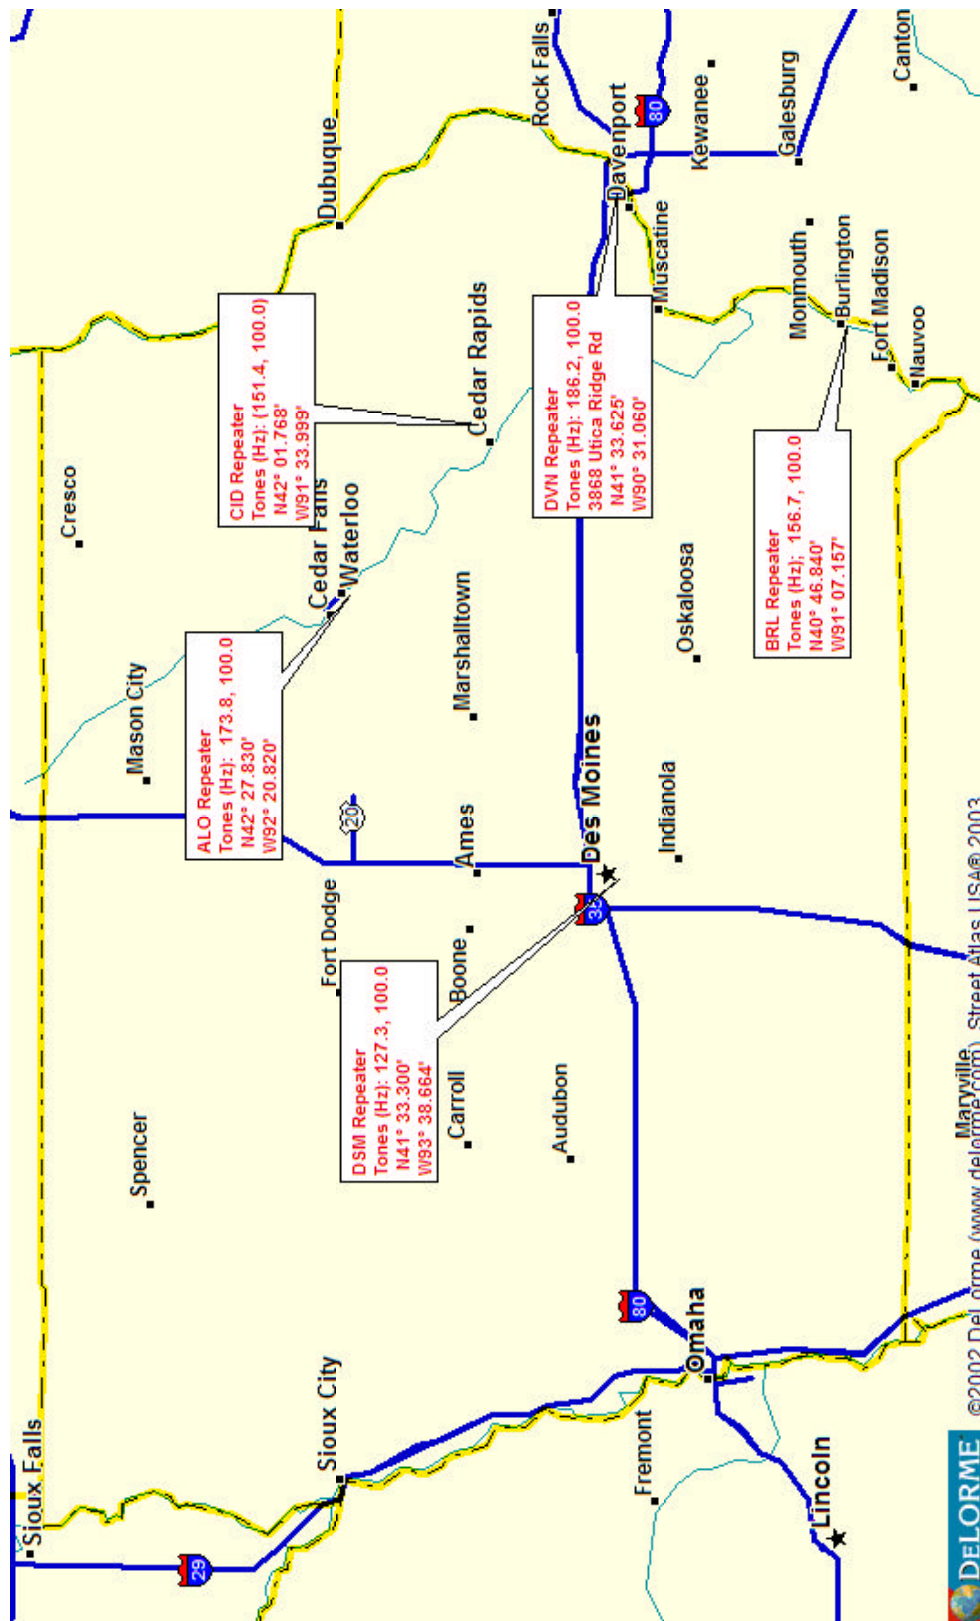 Sioux Falls
29
Sioux City
Spencer
Mason City
Cresco
Dubuque
Fort Dodge
20
ALO Repeater
Tones (Hz): 173.8, 100.0
N42° 27.830'
W92° 20.820'
Waterloo
CID Repeater
Tones (Hz): (151.4, 100.0)
N42° 01.768'
W91° 33.999'
Cedar Rapids
DSM Repeater
Tones (Hz): 127.3, 100.0
N41° 33.300'
W93° 38.664'
Carroll
Boone
Ames
Marshalltown
Audubon
Des Moines
Rock Falls
DVN Repeater
Tones (Hz): 186.2, 100.0
3868 Utica Ridge Rd
N41° 33.625'
W90° 31.060'
Davenport
80
Kewanee
Muscatine
Galesburg
Canton
Fremont
80
Omaha
Indianola
Oskaloosa
BRL Repeater
Tones (Hz); 156.7, 100.0
N40° 46.840'
W91° 07.157'
Monmouth
Burlington
Fort Madison
Nauvoo
Lincoln
Maryville
DELORME
©2002 DeLorme (www.delorme.com) Street Atlas USA® 2003